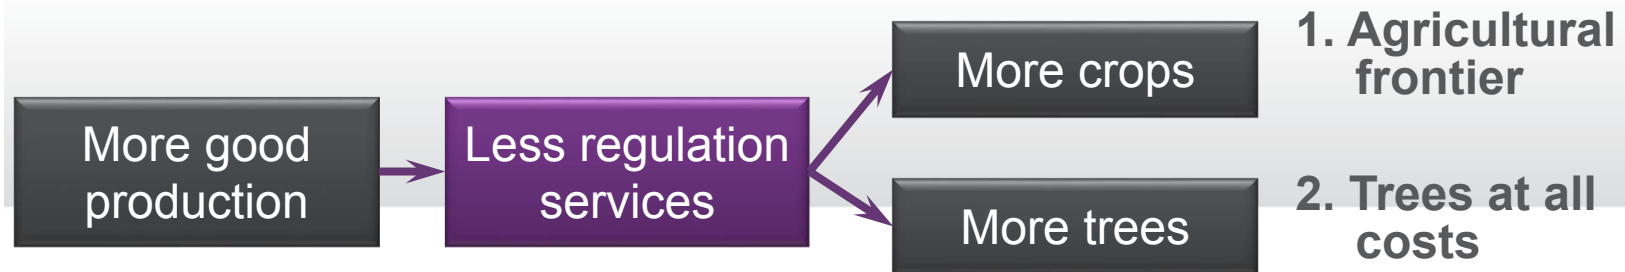 More good
production
Less regulation
services
More crops
1. Agricultural
frontier
More trees
2. Trees at all
costs